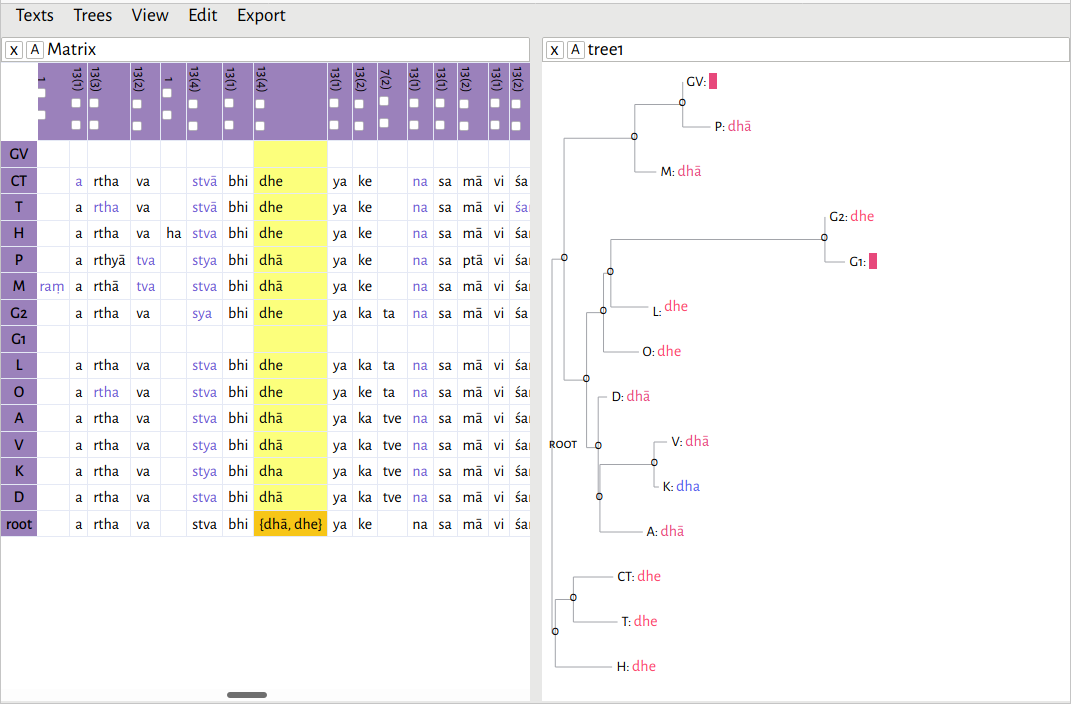 Texts Trees View Edit Export
x A Matrix
1 13(1) 13(3) 13(2) 1 13(4) 13(1) 13(4) 13(1) 13(2) 7(2) 13(1) 13(1) 13(2) 13(1) 13(2)
GV
CT a rtha va stvā bhi dhe ya ke na sa mā vi śa
T a rtha va stvā bhi dhe ya ke na sa mā vi śa
H a rtha va ha stva bhi dhe ya ke na sa mā vi śa
P a rthyā tva stya bhi dhā ya ke na sa ptā vi śa
M raṃ a rthā tva stva bhi dhā ya ke na sa mā vi śa
G2 a rtha va sya bhi dhe ya ka ta na sa mā vi śa
G1
L a rtha va stva bhi dhe ya ka ta na sa mā vi śa
O a rtha va stva bhi dhe ya ke ta na sa mā vi śa
A a rtha va stva bhi dhā ya ka tve na sa mā vi śa
V a rtha va stya bhi dhā ya ka tve na sa mā vi śa
K a rtha va stya bhi dha ya ka tve na sa mā vi śa
D a rtha va stva bhi dhā ya ka tve na sa mā vi śa
root a rtha va stva bhi {dhā, dhe} ya ke na sa mā vi śa
x A tree1
GV:
P: dhā
M: dhā
G2: dhe
G1:
L: dhe
O: dhe
D: dhā
V: dhā
ROOT
K: dha
A: dhā
CT: dhe
T: dhe
H: dhe